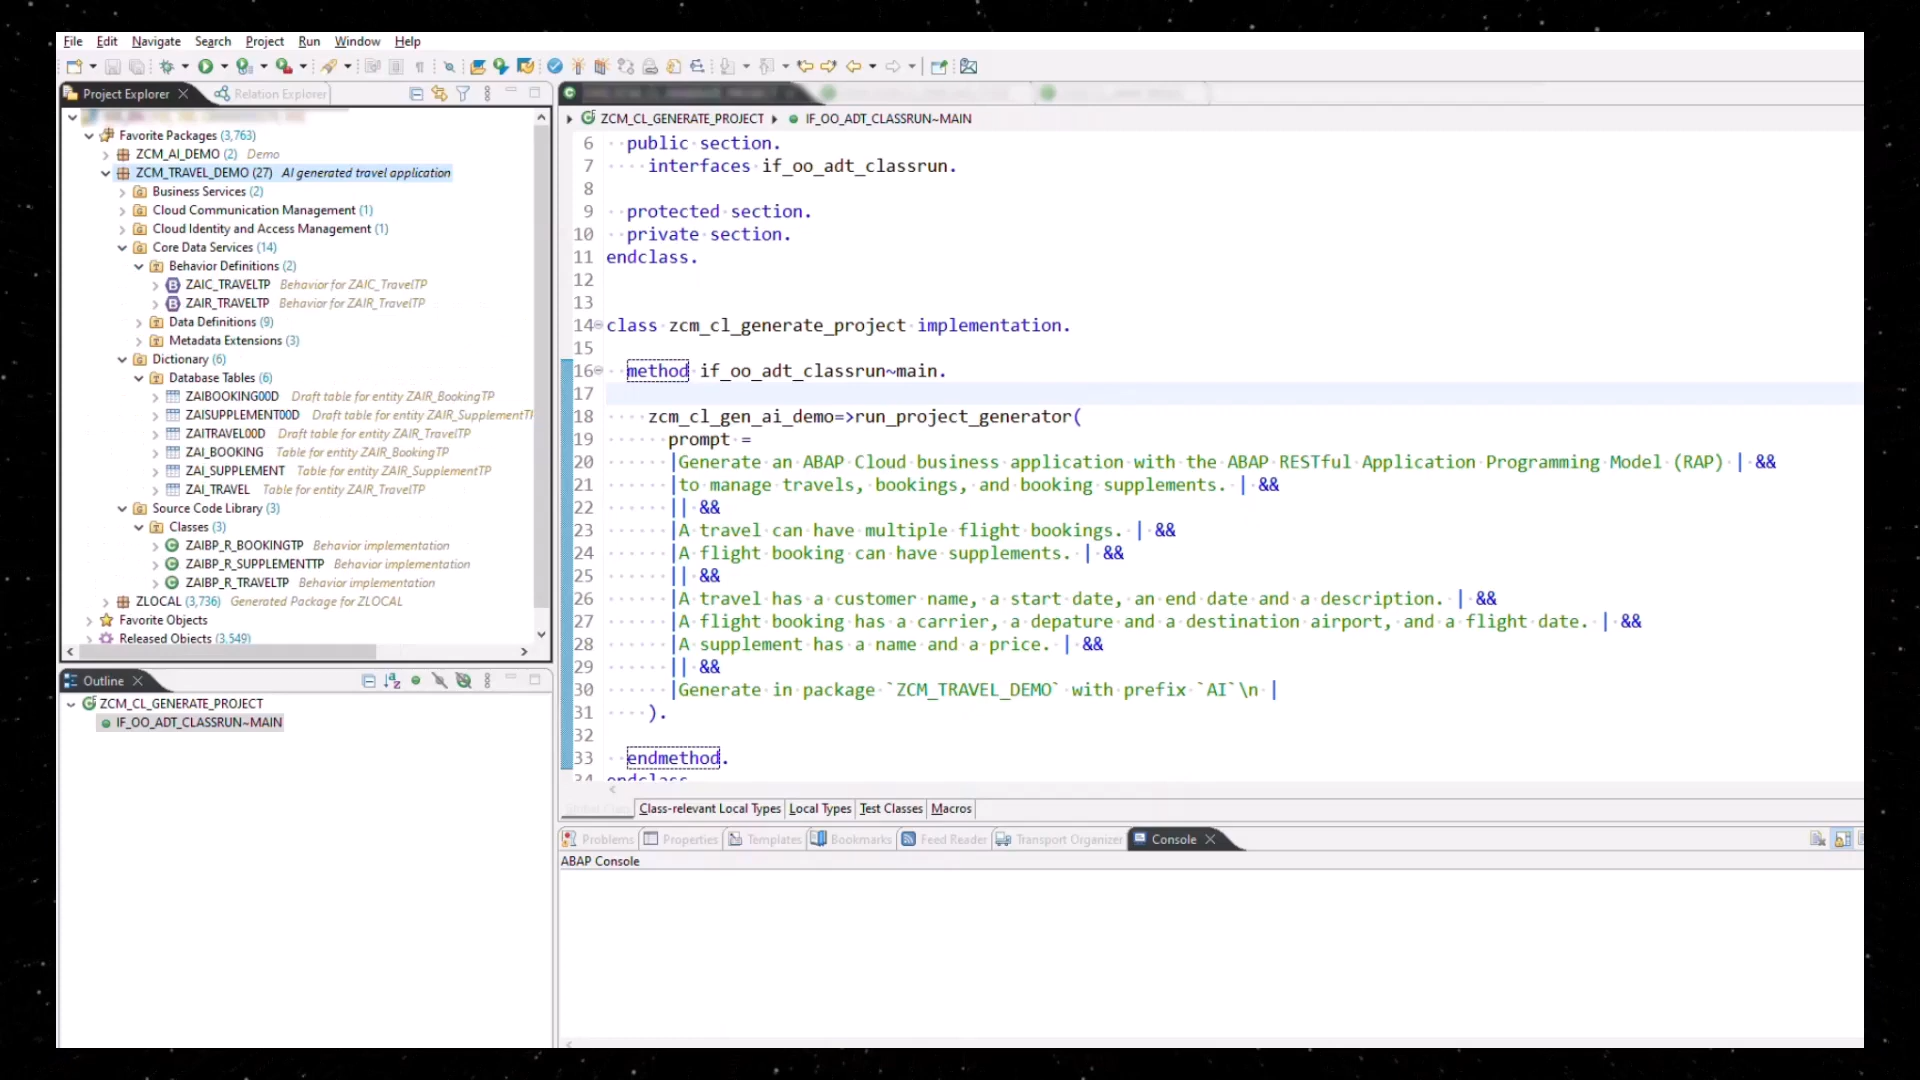 File Edit Navigate Search Project Run Window Help
Project Explorer
Relation Explorer
Favorite Packages (3,763)
ZCM_AI_DEMO (2) Demo
ZCM_TRAVEL_DEMO (27) AI generated travel application
Business Services (2)
Cloud Communication Management (1)
Cloud Identity and Access Management (1)
Core Data Services (14)
Behavior Definitions (2)
ZAIC_TRAVELTP Behavior for ZAIC_TravelTP
ZAIR_TRAVELTP Behavior for ZAIR_TravelTP
Data Definitions (9)
Metadata Extensions (3)
Dictionary (6)
Database Tables (6)
ZAIBOOKING00D Draft table for entity ZAIR_BookingTP
ZAISUPPLEMENT00D Draft table for entity ZAIR_SupplementTP
ZAITRAVEL00D Draft table for entity ZAIR_TravelTP
ZAI_BOOKING Table for entity ZAIR_BookingTP
ZAI_SUPPLEMENT Table for entity ZAIR_SupplementTP
ZAI_TRAVEL Table for entity ZAIR_TravelTP
Source Code Library (3)
Classes (3)
ZAIBP_R_BOOKINGTP Behavior implementation
ZAIBP_R_SUPPLEMENTTP Behavior implementation
ZAIBP_R_TRAVELTP Behavior implementation
ZLOCAL (3,736) Generated Package for ZLOCAL
Favorite Objects
Released Objects (3,549)
Outline
ZCM_CL_GENERATE_PROJECT
IF_OO_ADT_CLASSRUN~MAIN
ZCM_CL_GENERATE_PROJECT IF_OO_ADT_CLASSRUN~MAIN
6 public section.
7 interfaces if_oo_adt_classrun.
8
9 protected section.
10 private section.
11 endclass.
12
13
14 class zcm_cl_generate_project implementation.
15
16 method if_oo_adt_classrun~main.
17
18 zcm_cl_gen_ai_demo=>run_project_generator(
19 prompt =
20 |Generate an ABAP Cloud business application with the ABAP RESTful Application Programming Model (RAP) | &&
21 |to manage travels, bookings, and booking supplements. | &&
22 || &&
23 |A travel can have multiple flight bookings. | &&
24 |A flight booking can have supplements. | &&
25 || &&
26 |A travel has a customer name, a start date, an end date and a description. | &&
27 |A flight booking has a carrier, a depature and a destination airport, and a flight date. | &&
28 |A supplement has a name and a price. | &&
29 || &&
30 |Generate in package `ZCM_TRAVEL_DEMO` with prefix `AI`\n |
31 ).
32
33 endmethod.
34 endclass
Class-relevant Local Types Local Types Test Classes Macros
Problems Properties Templates Bookmarks Feed Reader Transport Organizer Console
ABAP Console